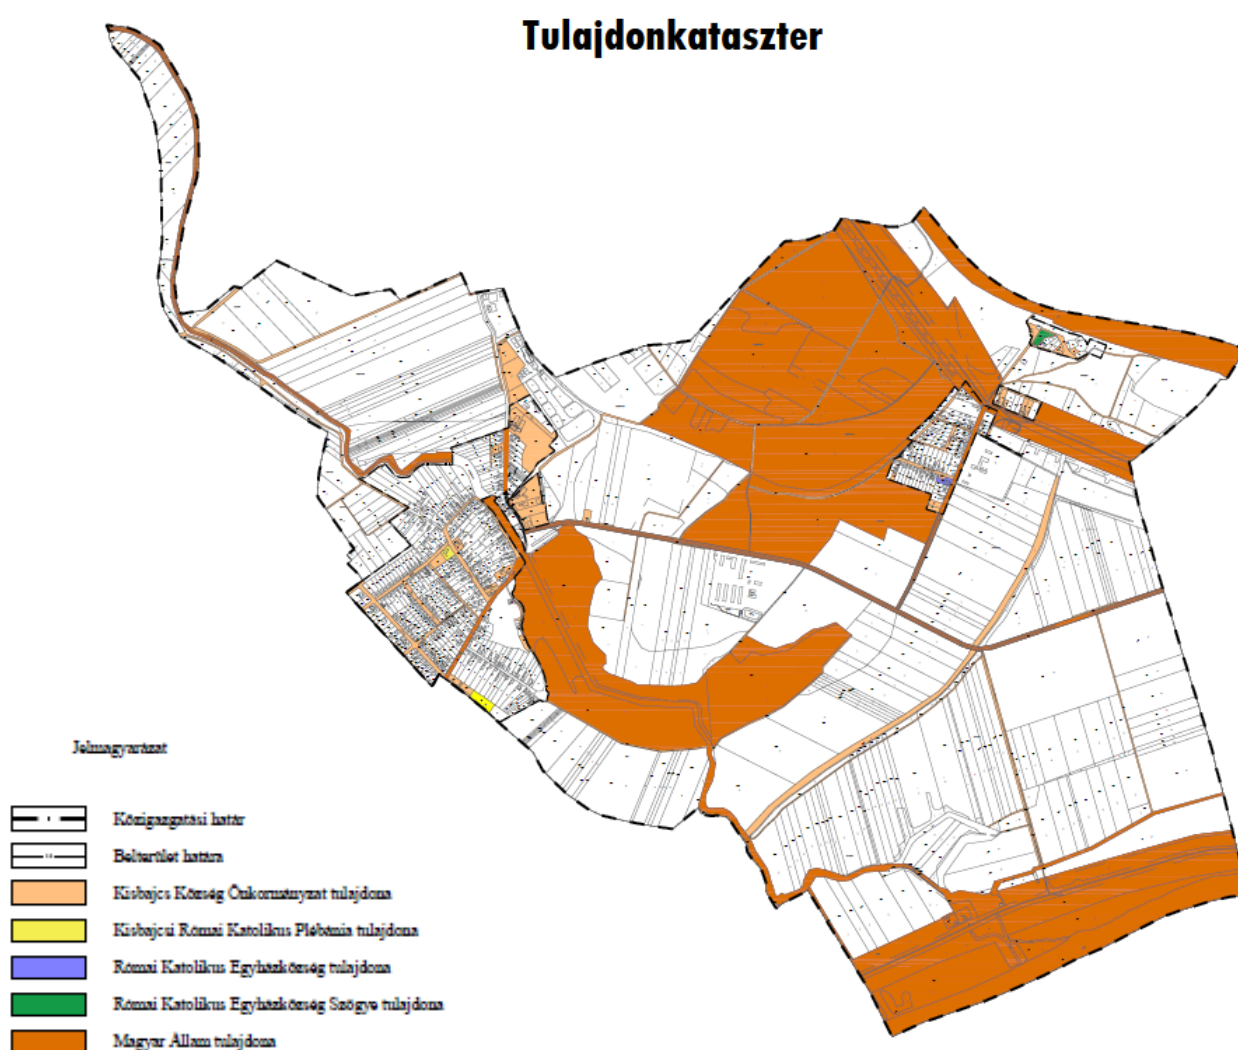 Tulajdonkataszter
Jelmagyarázat
Közigazgatási határ
Belterület határa
Kisbajcs Község Önkormányzat tulajdona
Kisbajcsi Római Katolikus Plébánia tulajdona
Római Katolikus Egyházközség tulajdona
Római Katolikus Egyházközség Szögye tulajdona
Magyar Állam tulajdona